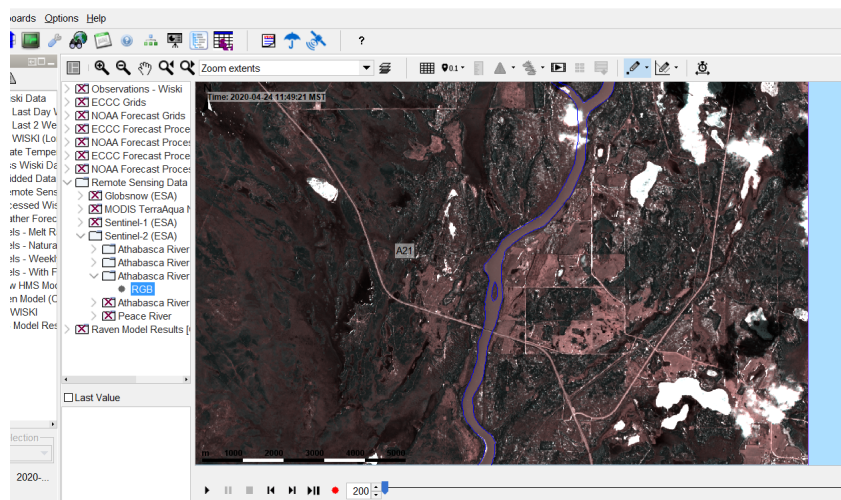 oards Options Help
?
Zoom extents
0.1
ski Data
Last Day V
Last 2 We
WISKI (Lo
ate Tempe
ss Wiski Da
idded Data
emote Sens
cessed Wis
ather Forec
els - Melt R
els - Natura
els - Weekl
els - With F
w HMS Mod
en Model (C
WISKI
Model Res
lection
2020-...
Observations - Wiski
ECCC Grids
NOAA Forecast Grids
ECCC Forecast Proce
NOAA Forecast Proces
ECCC Forecast Proce
NOAA Forecast Proces
Remote Sensing Data
Globsnow (ESA)
MODIS TerraAqua N
Sentinel-1 (ESA)
Sentinel-2 (ESA)
Athabasca River
Athabasca River
Athabasca River
RGB
Athabasca River
Peace River
Raven Model Results [
Last Value
Time: 2020-04-24 11:49:21 MST
N
A21
m 1000 2000 3000 4000 5000
200